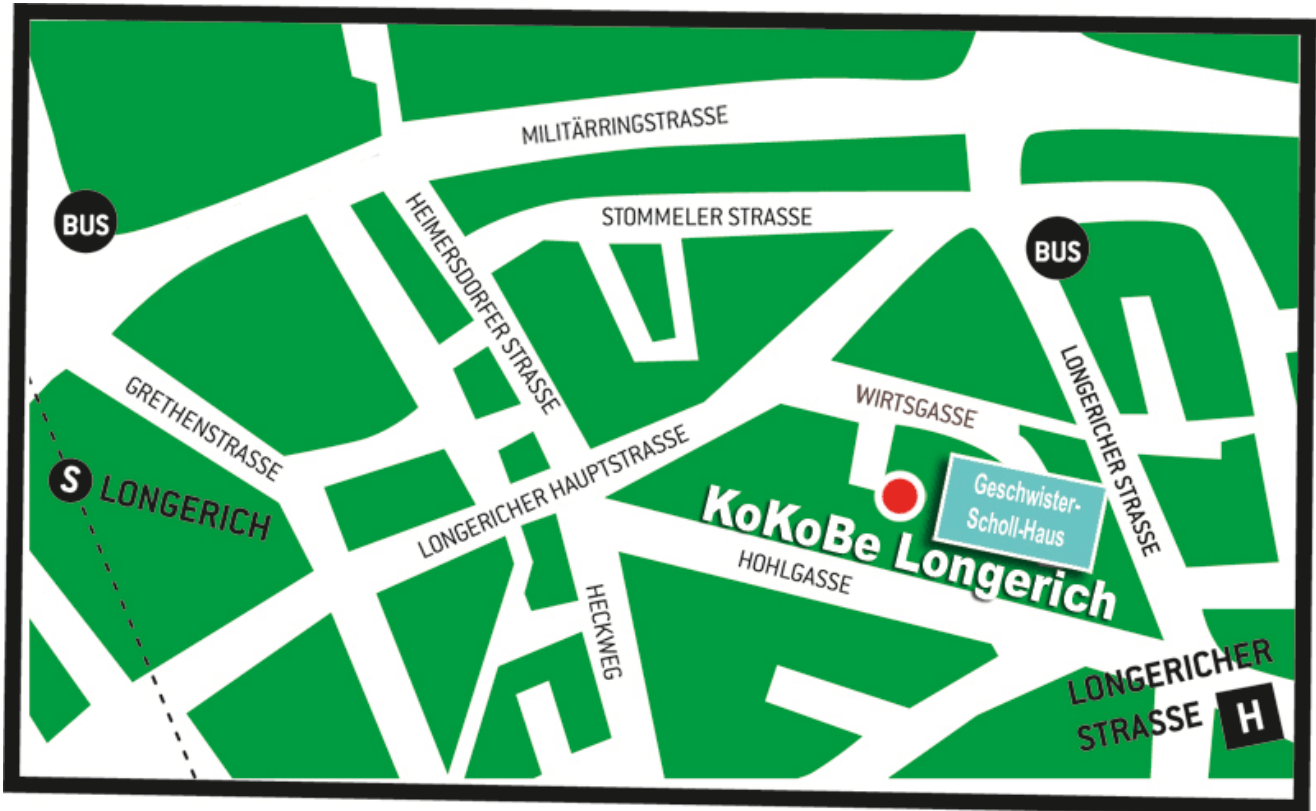 MILITÄRRINGSTRASSE
BUS
HEIMERSDORFER STRASSE
STOMMELER STRASSE
BUS
GRETHENSTRASSE
LONGERICHER STRASSE
WIRTSGASSE
S LONGERICH
LONGERICHER HAUPTSTRASSE
Geschwister-
Scholl-Haus
KoKoBe Longerich
HOHLGASSE
HECKWEG
LONGERICHER
STRASSE H